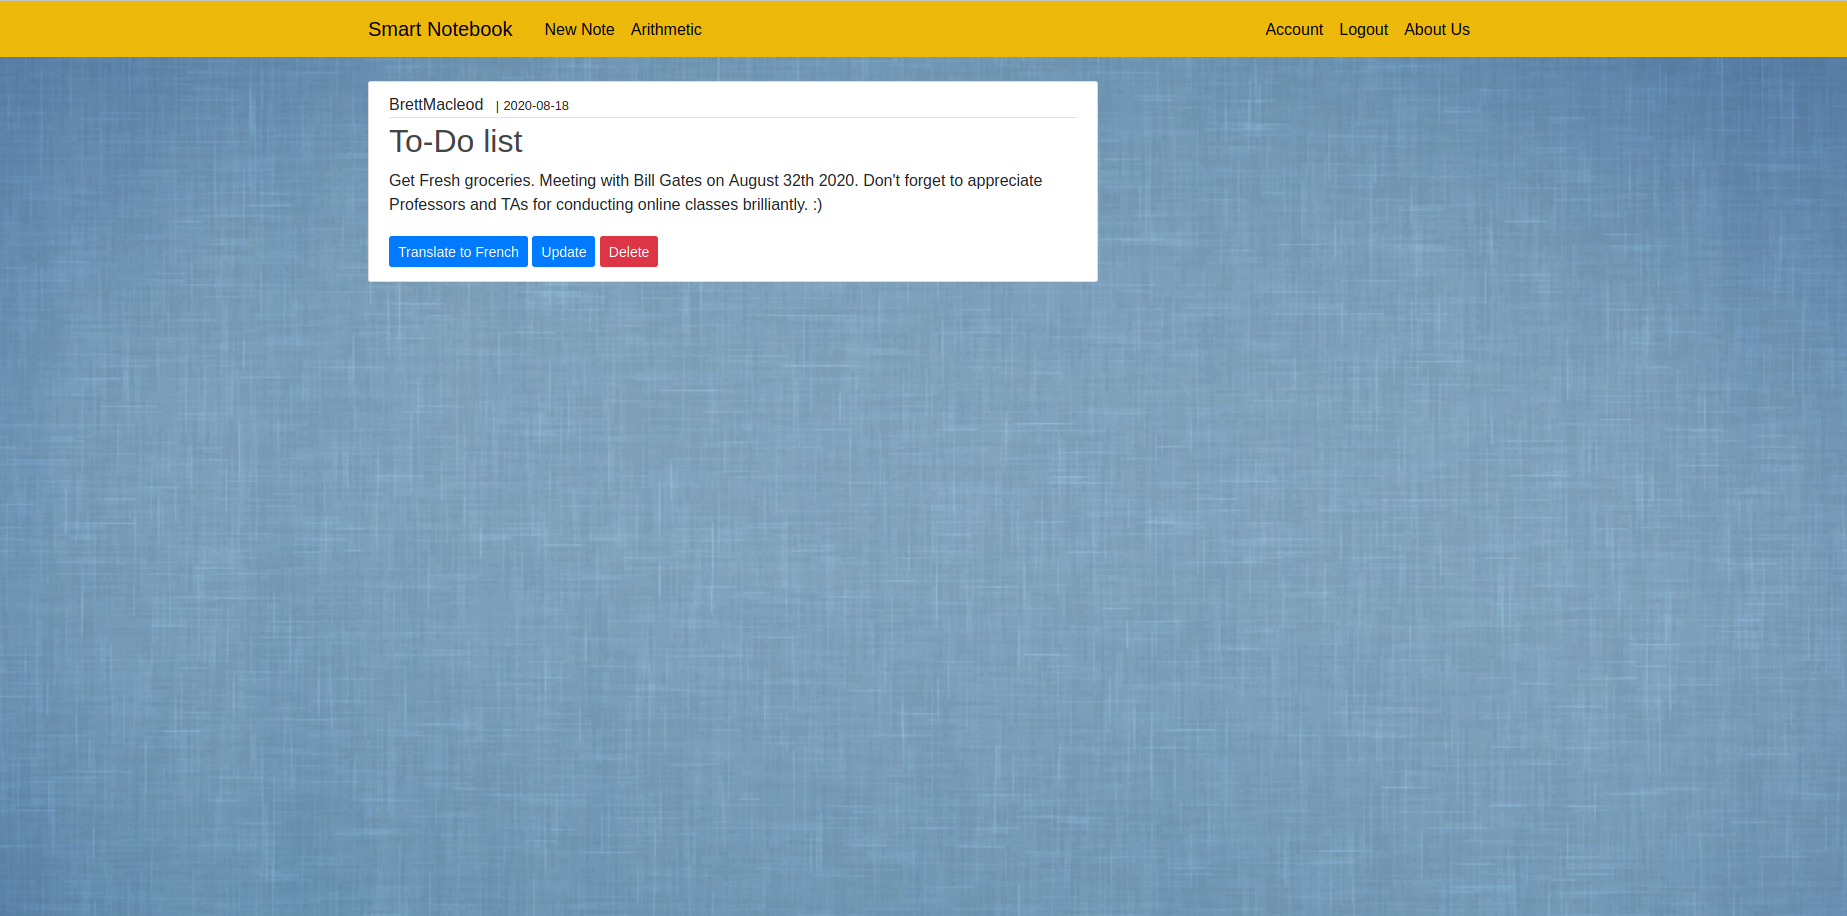 Smart Notebook New Note Arithmetic Account Logout About Us
BrettMacleod | 2020-08-18
To-Do list
Get Fresh groceries. Meeting with Bill Gates on August 32th 2020. Don't forget to appreciate
Professors and TAs for conducting online classes brilliantly. :)
Translate to French Update Delete